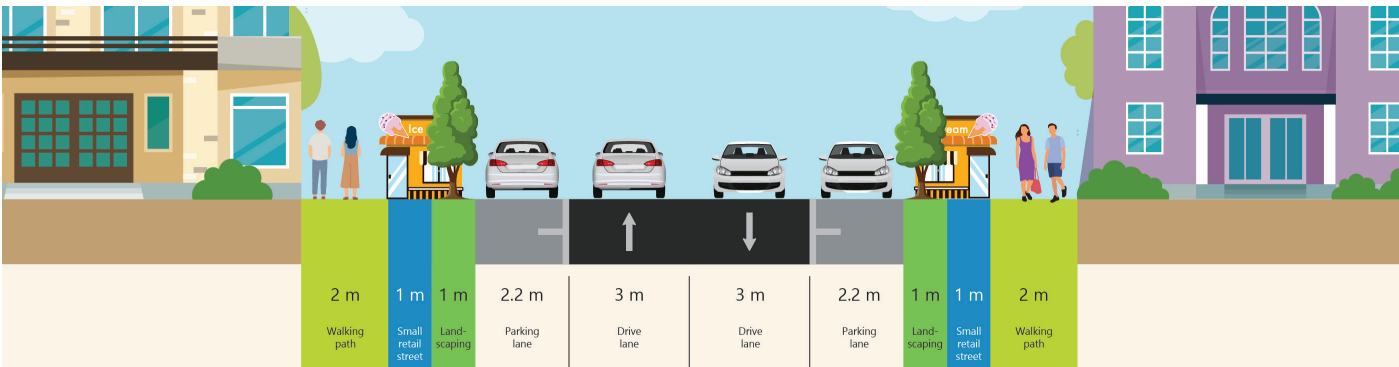 Ice
eam
2 m
1 m
1 m
2.2 m
3 m
3 m
2.2 m
1 m
1 m
2 m
Walking
path
Small
retail
street
Land-
scaping
Parking
lane
Drive
lane
Drive
lane
Parking
lane
Land-
scaping
Small
retail
street
Walking
path